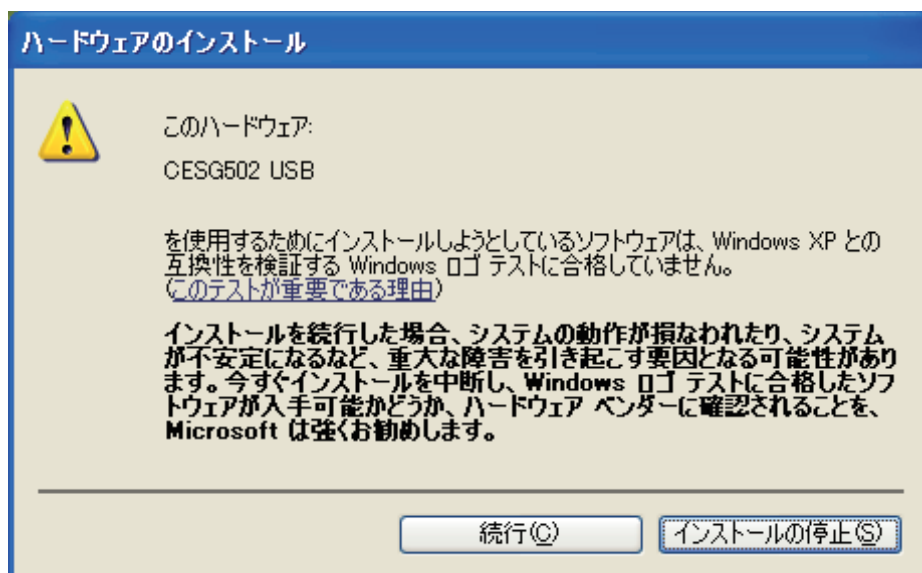 ハードウェアのインストール
このハードウェア:
CESG502 USB
を使用するためにインストールしようとしているソフトウェアは、Windows XP との
互換性を検証する Windows ロゴ テストに合格していません。
(このテストが重要である理由)
インストールを続行した場合、システムの動作が損なわれたり、システム
が不安定になるなど、重大な障害を引き起こす要因となる可能性があり
ます。今すぐインストールを中断し、Windows ロゴ テストに合格したソフ
トウェアが入手可能かどうか、ハードウェア ベンダーに確認されることを、
Microsoft は強くお勧めします。
続行(C)
インストールの停止(S)